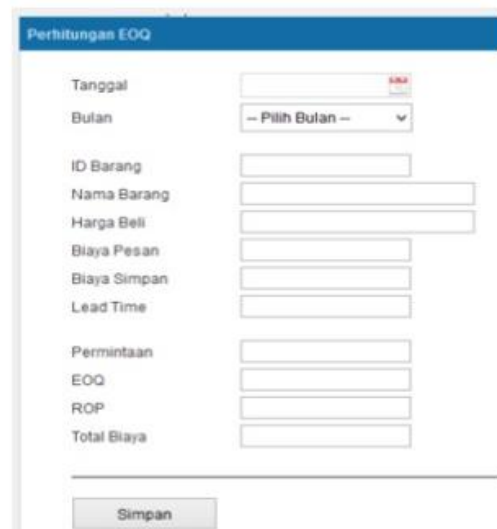 Perhitungan EOQ
Tanggal
Bulan -- Pilih Bulan --
ID Barang
Nama Barang
Harga Beli
Biaya Pesan
Biaya Simpan
Lead Time
Permintaan
EOQ
ROP
Total Biaya
Simpan